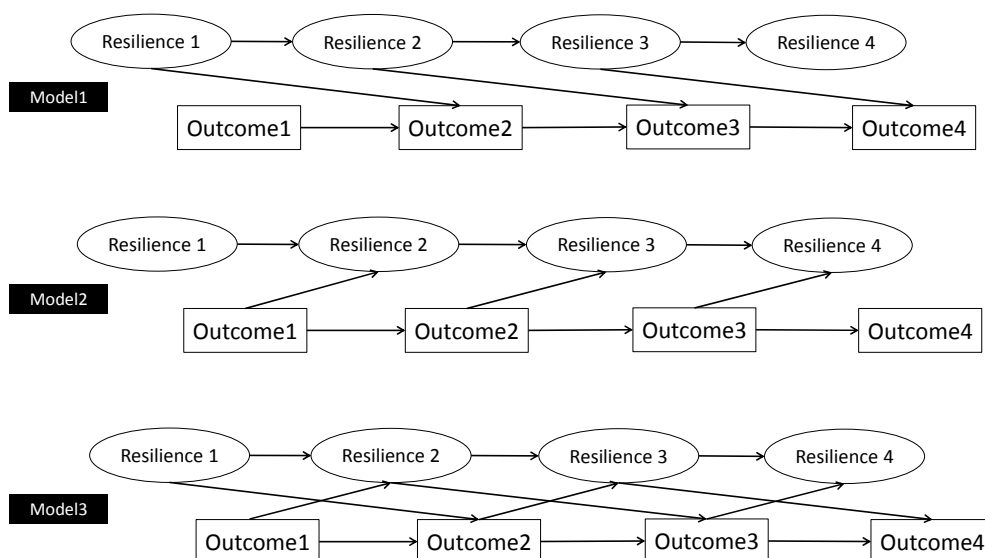 Resilience 1
Resilience 2
Resilience 3
Resilience 4
Model1
Outcome1
Outcome2
Outcome3
Outcome4
Resilience 1
Resilience 2
Resilience 3
Resilience 4
Model2
Outcome1
Outcome2
Outcome3
Outcome4
Resilience 1
Resilience 2
Resilience 3
Resilience 4
Model3
Outcome1
Outcome2
Outcome3
Outcome4